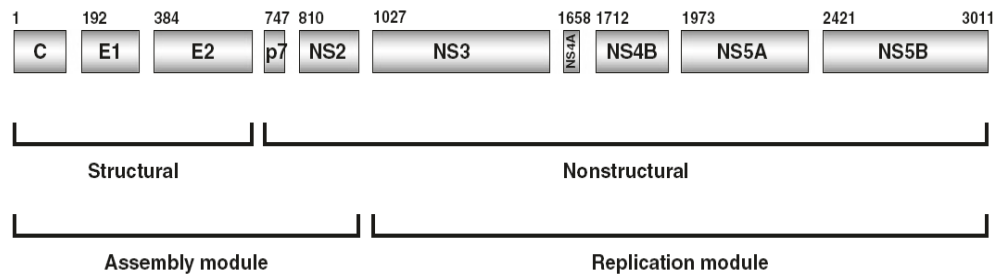 1 192 384 747 810 1027 1658 1712 1973 2421 3011
C E1 E2 p7 NS2 NS3 NS4A NS4B NS5A NS5B
Structural Nonstructural
Assembly module Replication module